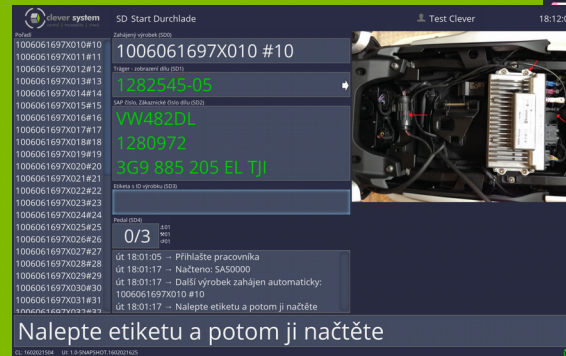 clever system
SD Start Durchlade
Test Clever
18:12:0
Pořadí
1006061697X010#10
1006061697X011#11
1006061697X012#12
1006061697X013#13
1006061697X014#14
1006061697X015#15
1006061697X016#16
1006061697X017#17
1006061697X018#18
1006061697X019#19
1006061697X020#20
1006061697X021#21
1006061697X022#22
1006061697X023#23
1006061697X024#24
1006061697X025#25
1006061697X026#26
1006061697X027#27
1006061697X028#28
1006061697X029#29
1006061697X030#30
1006061697X031#31
1006061697X032#32
Zahájený výrobek (SD0)
1006061697X010 #10
Träger - zobrazení dílu (SD1)
1282545-05
SAP číslo, Zákaznické číslo dílu (SD2)
VW482DL
1280972
3G9 885 205 EL TJI
Etiketa s ID výrobku (SD3)
Pedal (SD4)
0/3
út 18:01:05 → Přihlašte pracovníka
út 18:01:17 → Načteno: SAS0000
út 18:01:17 → Další výrobek zahájen automaticky:
1006061697X010 #10
út 18:01:17 → Nalepte etiketu a potom ji načtěte
Nalepte etiketu a potom ji načtěte
CL: 1602021504 UI: 1.0-SNAPSHOT.1602021625